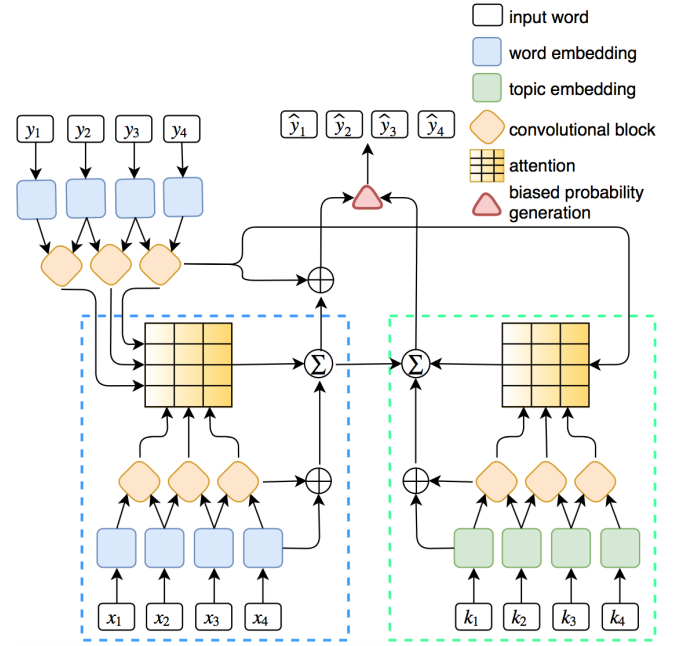 input word
word embedding
topic embedding
convolutional block
attention
biased probability
generation
y1 y2 y3 y4
ŷ1 ŷ2 ŷ3 ŷ4
Σ Σ
x1 x2 x3 x4
k1 k2 k3 k4